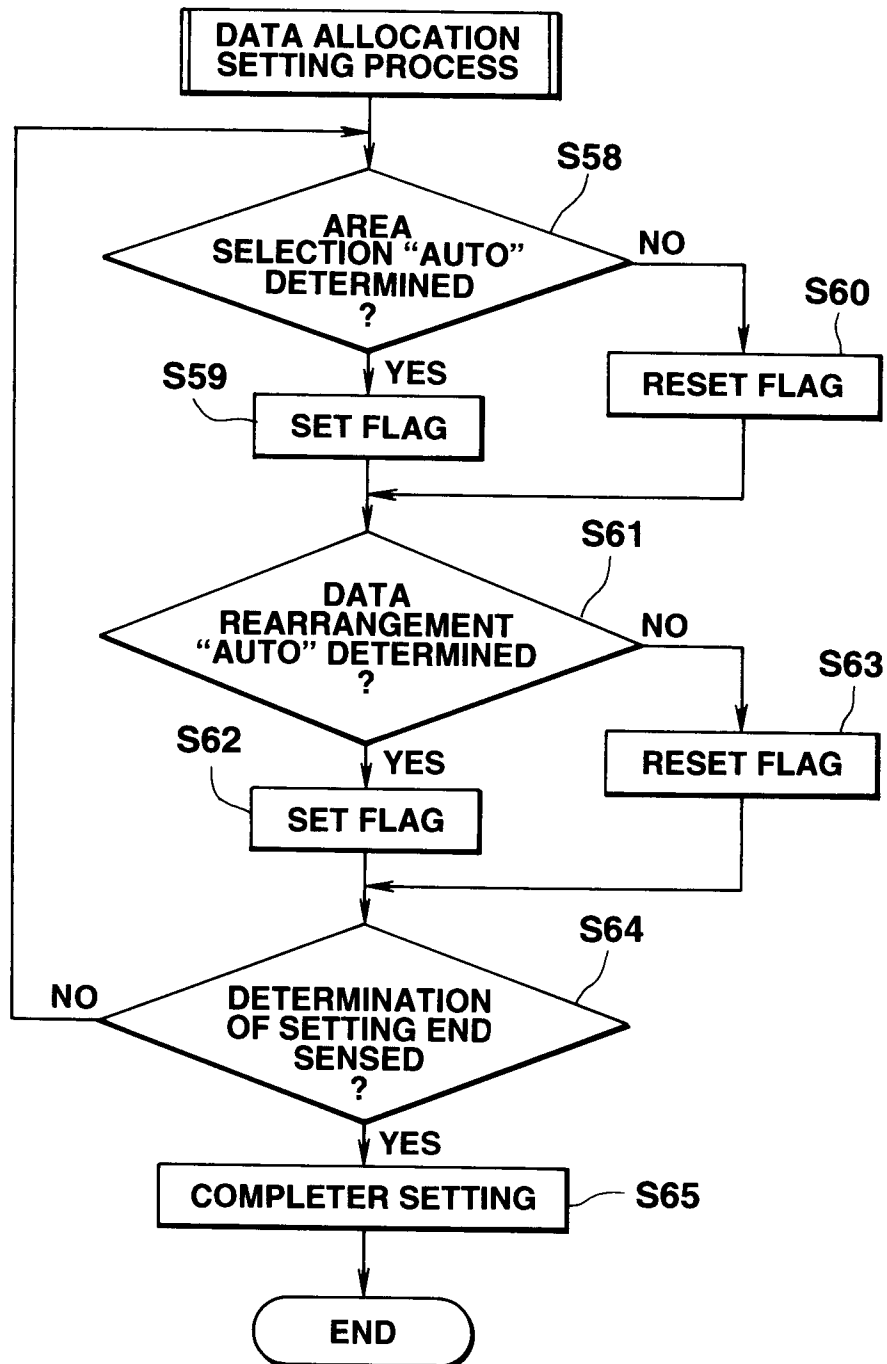 DATA ALLOCATION
SETTING PROCESS
S58
AREA
SELECTION “AUTO”
DETERMINED
?
NO
S60
YES
RESET FLAG
S59
SET FLAG
S61
DATA
REARRANGEMENT
“AUTO” DETERMINED
?
NO
S63
YES
RESET FLAG
S62
SET FLAG
S64
NO
DETERMINATION
OF SETTING END
SENSED
?
YES
COMPLETER SETTING
S65
END